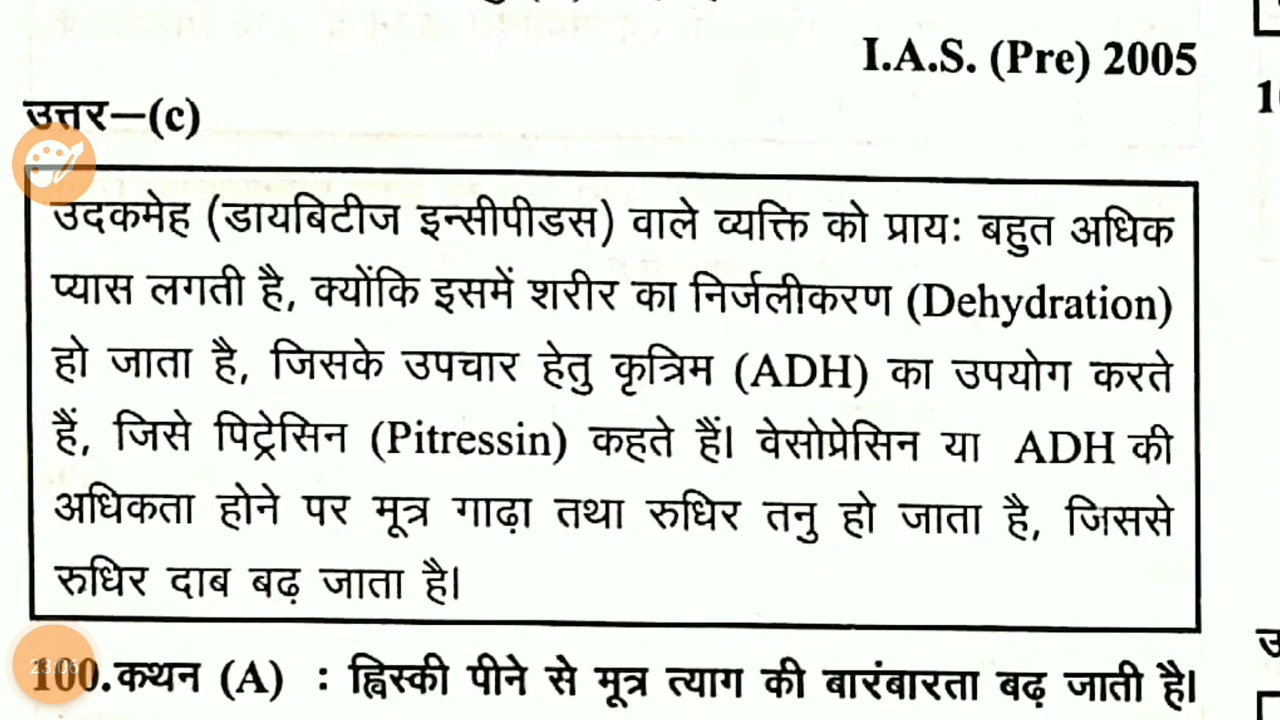 I.A.S. (Pre) 2005
उत्तर–(c)
उदकमेह (डायबिटीज इन्सीपीडस) वाले व्यक्ति को प्रायः बहुत अधिक
प्यास लगती है, क्योंकि इसमें शरीर का निर्जलीकरण (Dehydration)
हो जाता है, जिसके उपचार हेतु कृत्रिम (ADH) का उपयोग करते
हैं, जिसे पिट्रेसिन (Pitressin) कहते हैं। वेसोप्रेसिन या ADH की
अधिकता होने पर मूत्र गाढ़ा तथा रुधिर तनु हो जाता है, जिससे
रुधिर दाब बढ़ जाता है।
100. कथन (A) : ह्विस्की पीने से मूत्र त्याग की बारंबारता बढ़ जाती है।